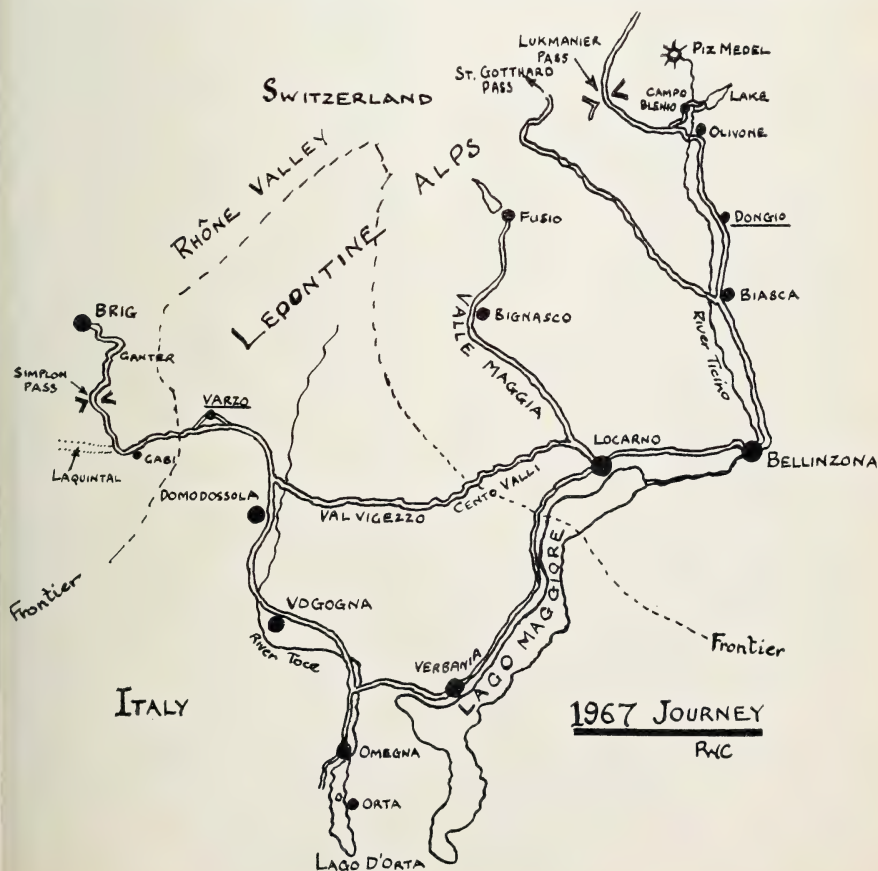 LUKMANIER
PASS
PIZ MEDEL
ST. GOTTHARD
PASS
SWITZERLAND
CAMPO
BLENIO
LAKE
OLIVONE
RHÔNE VALLEY
LEPONTINE ALPS
FUSIO
DONGIO
BRIG
BIGNASCO
BIASCA
GANTER
VALLE MAGGIA
River Ticino
SIMPLON
PASS
VARZO
LOCARNO
GABI
BELLINZONA
LAQUINTAL
DOMODOSSOLA
VAL VIGEZZO
CENTO VALLI
Frontier
VOGOGNA
LAGO MAGGIORE
River Toce
VERBANIA
Frontier
ITALY
1967 JOURNEY
RWC
OMEGNA
ORTA
LAGO D'ORTA